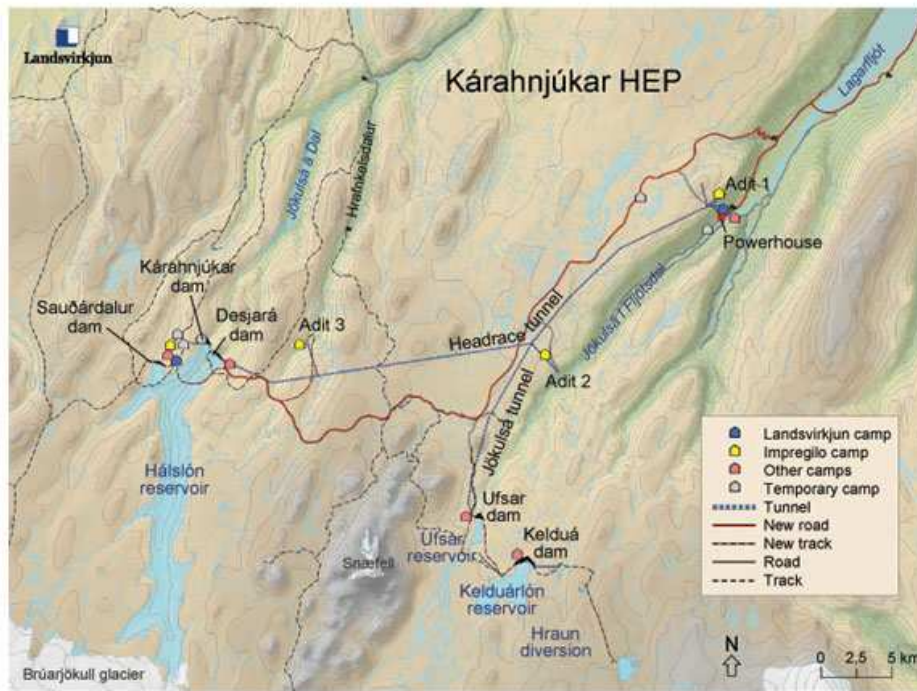 Landsvirkjun
Kárahnjúkar HEP
Lagarfljót
Jökulsá á Dal
Hrafnkelsdalur
Adit 1
Powerhouse
Kárahnjúkar
dam
Sauðárdalur
dam
Desjará
dam
Adit 3
Headrace tunnel
Jökulsá í Fljótsdal
Adit 2
Jökulsá tunnel
Hálslón
reservoir
Ufsar
dam
Ufsar
reservoir
Kelduá
dam
Snæfell
Kelduárlón
reservoir
Hraun
diversion
Brúarjökull glacier
Landsvirkjun camp
Impregilo camp
Other camps
Temporary camp
Tunnel
New road
New track
Road
Track
N
0 2,5 5 km